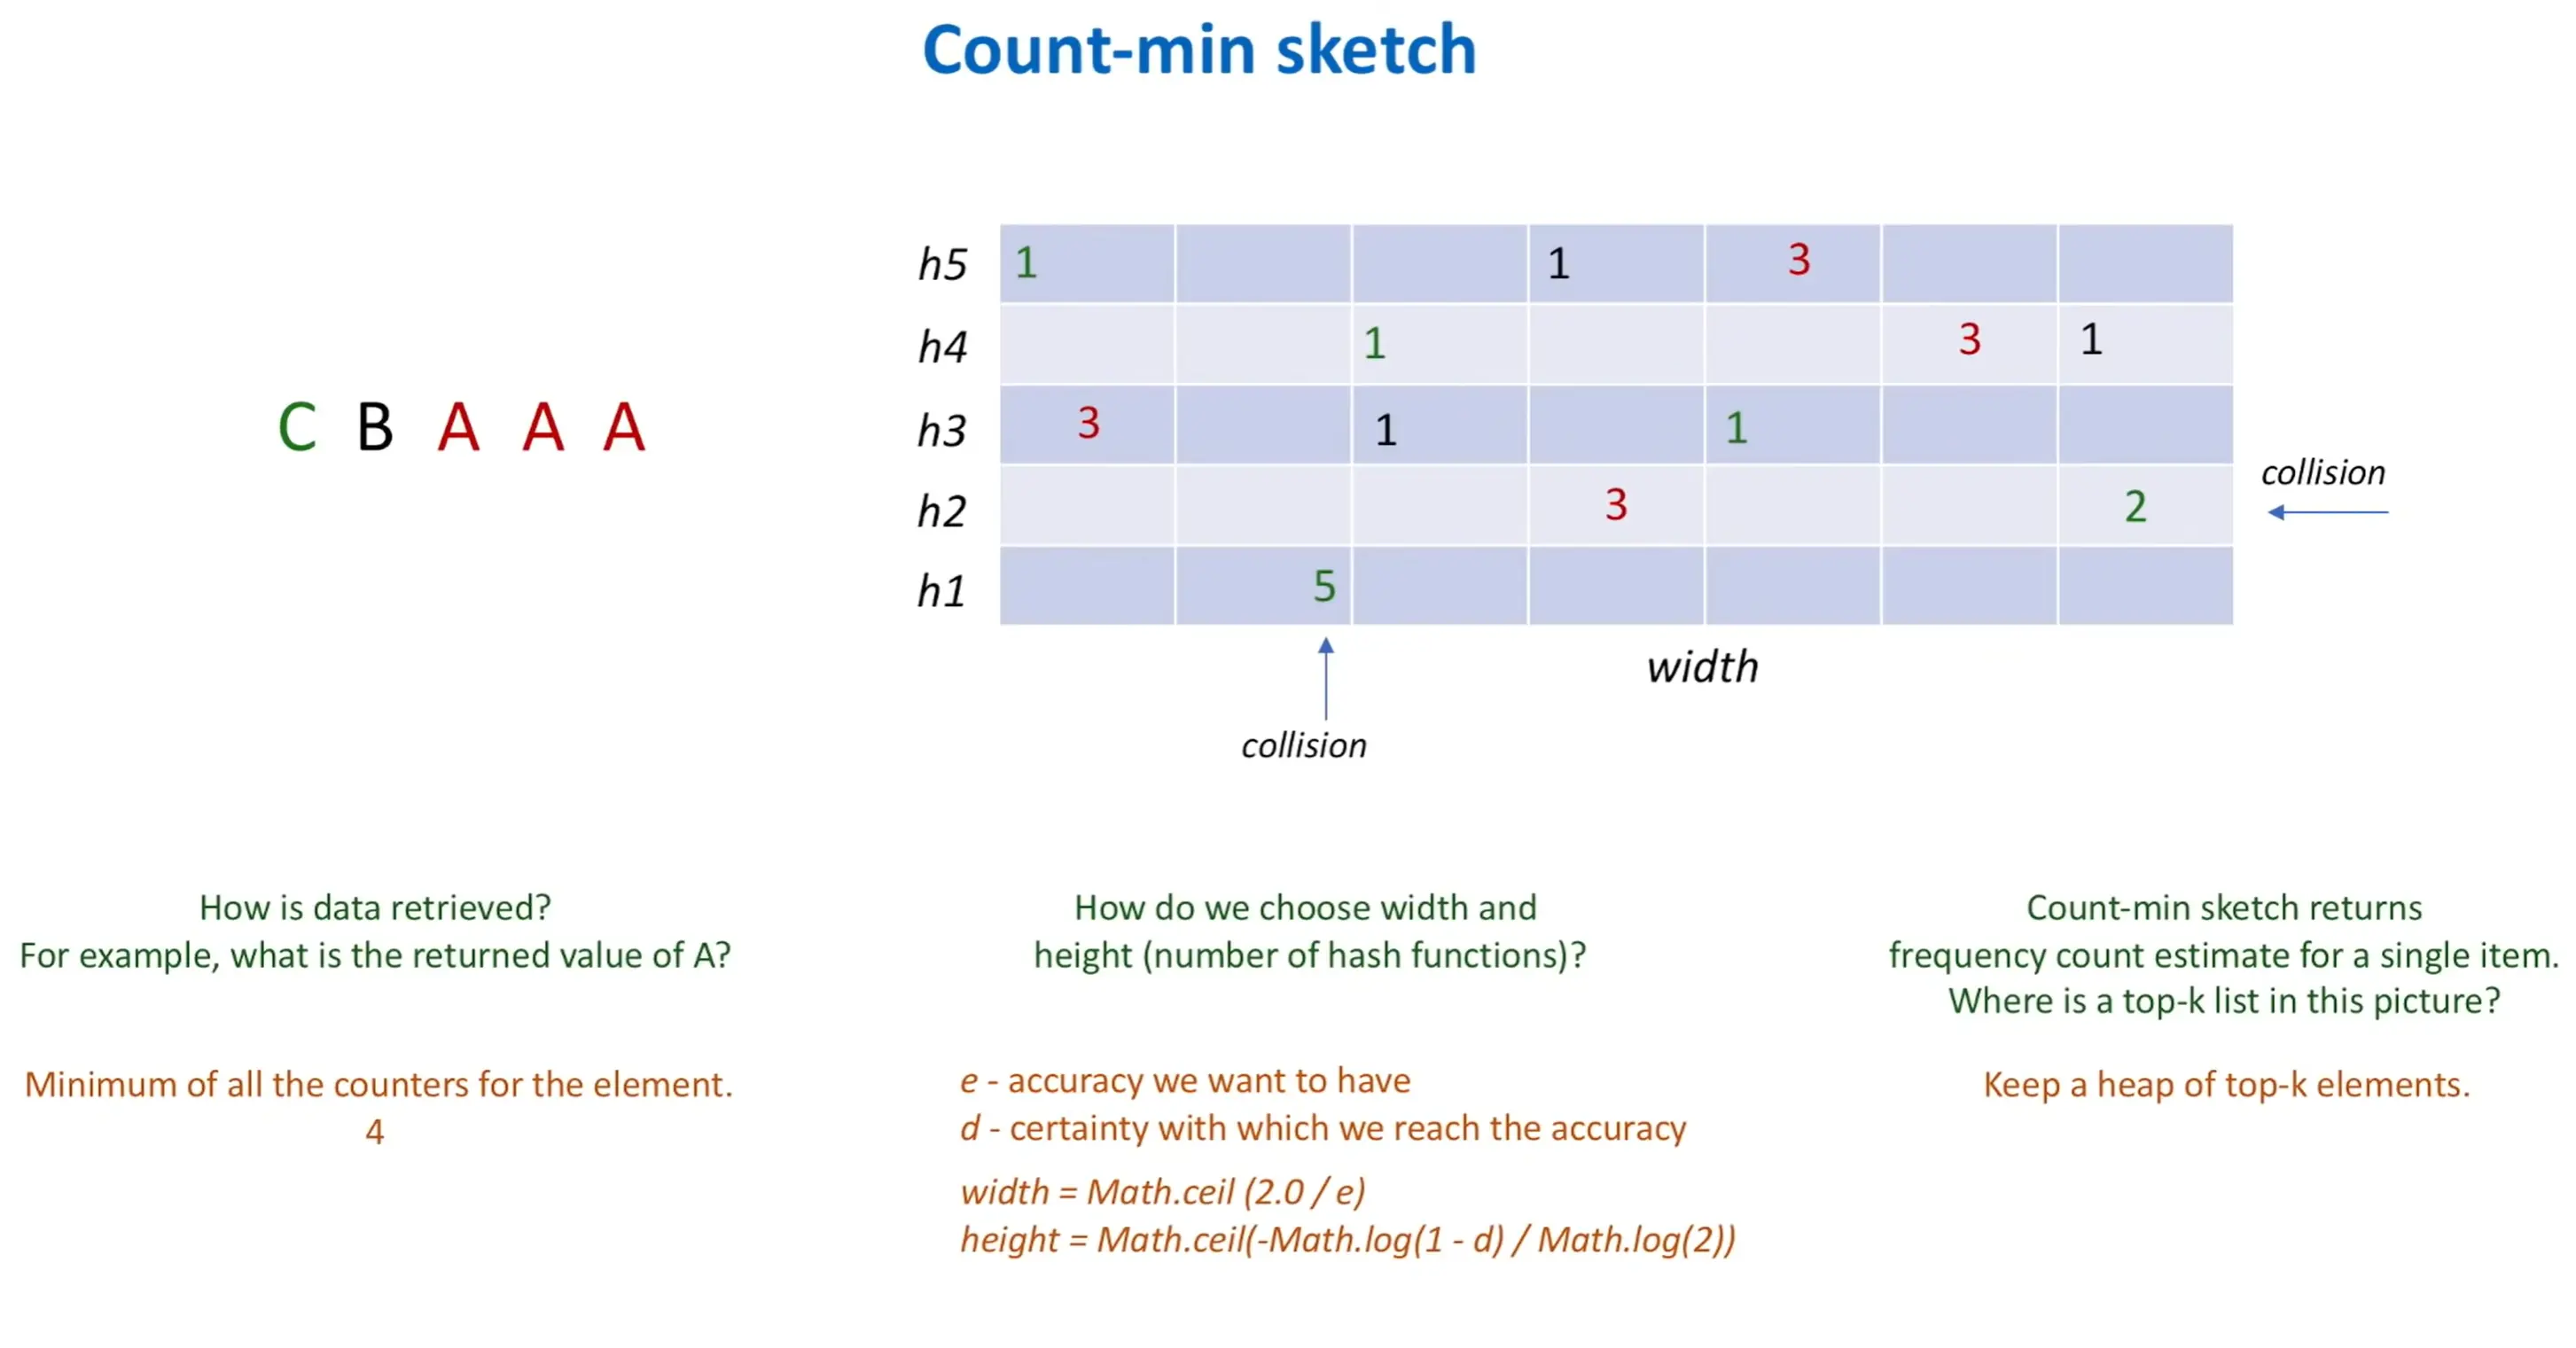 Count-min sketch
h5 1 1 3
h4 1 3 1
C B A A A
h3 3 1 1
collision
h2 3 2
h1 5
width
collision
How is data retrieved?
For example, what is the returned value of A?
Minimum of all the counters for the element.
4
How do we choose width and
height (number of hash functions)?
e - accuracy we want to have
d - certainty with which we reach the accuracy
width = Math.ceil (2.0 / e)
height = Math.ceil(-Math.log(1 - d) / Math.log(2))
Count-min sketch returns
frequency count estimate for a single item.
Where is a top-k list in this picture?
Keep a heap of top-k elements.